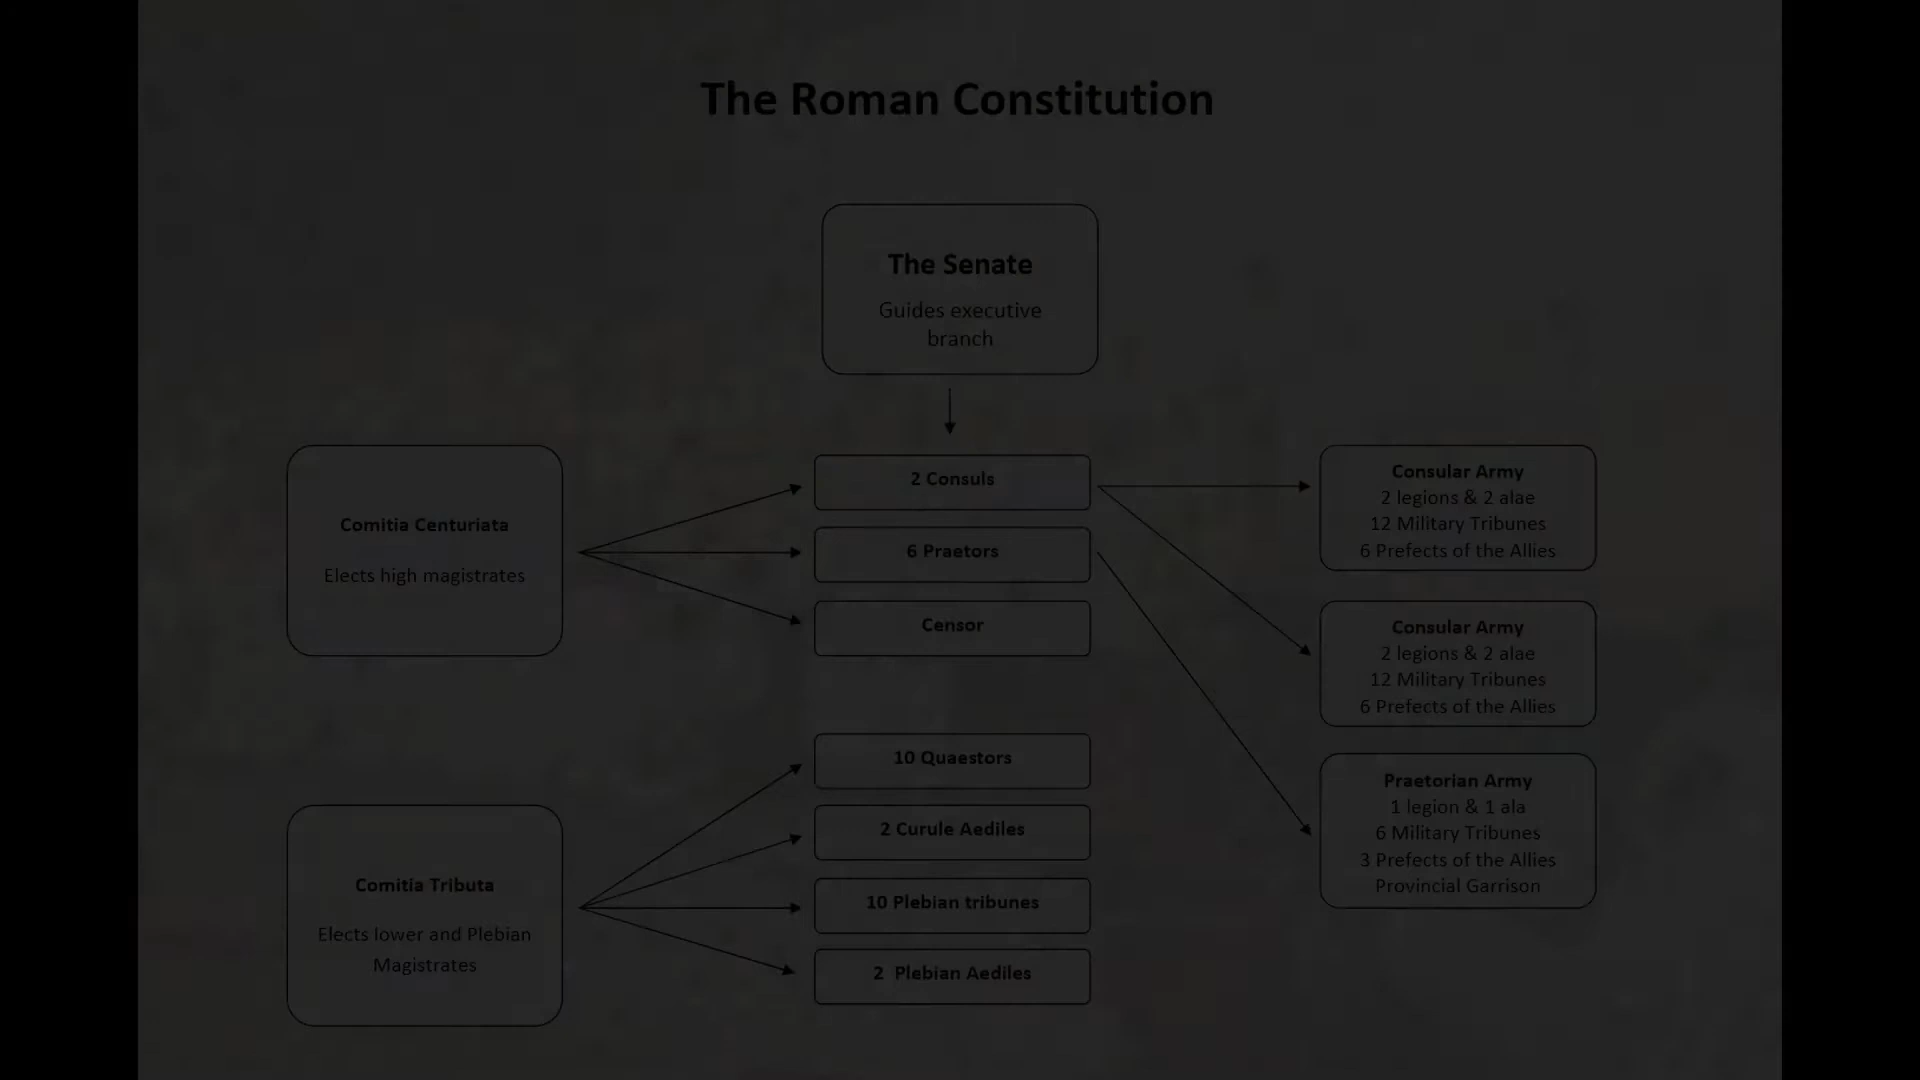 The Roman Constitution
The Senate
Guides executive
branch
Comitia Centuriata
Elects high magistrates
2 Consuls
6 Praetors
Censor
Consular Army
2 legions & 2 alae
12 Military Tribunes
6 Prefects of the Allies
Consular Army
2 legions & 2 alae
12 Military Tribunes
6 Prefects of the Allies
Praetorian Army
1 legion & 1 ala
6 Military Tribunes
3 Prefects of the Allies
Provincial Garrison
Comitia Tributa
Elects lower and Plebian
Magistrates
10 Quaestors
2 Curule Aediles
10 Plebian tribunes
2 Plebian Aediles